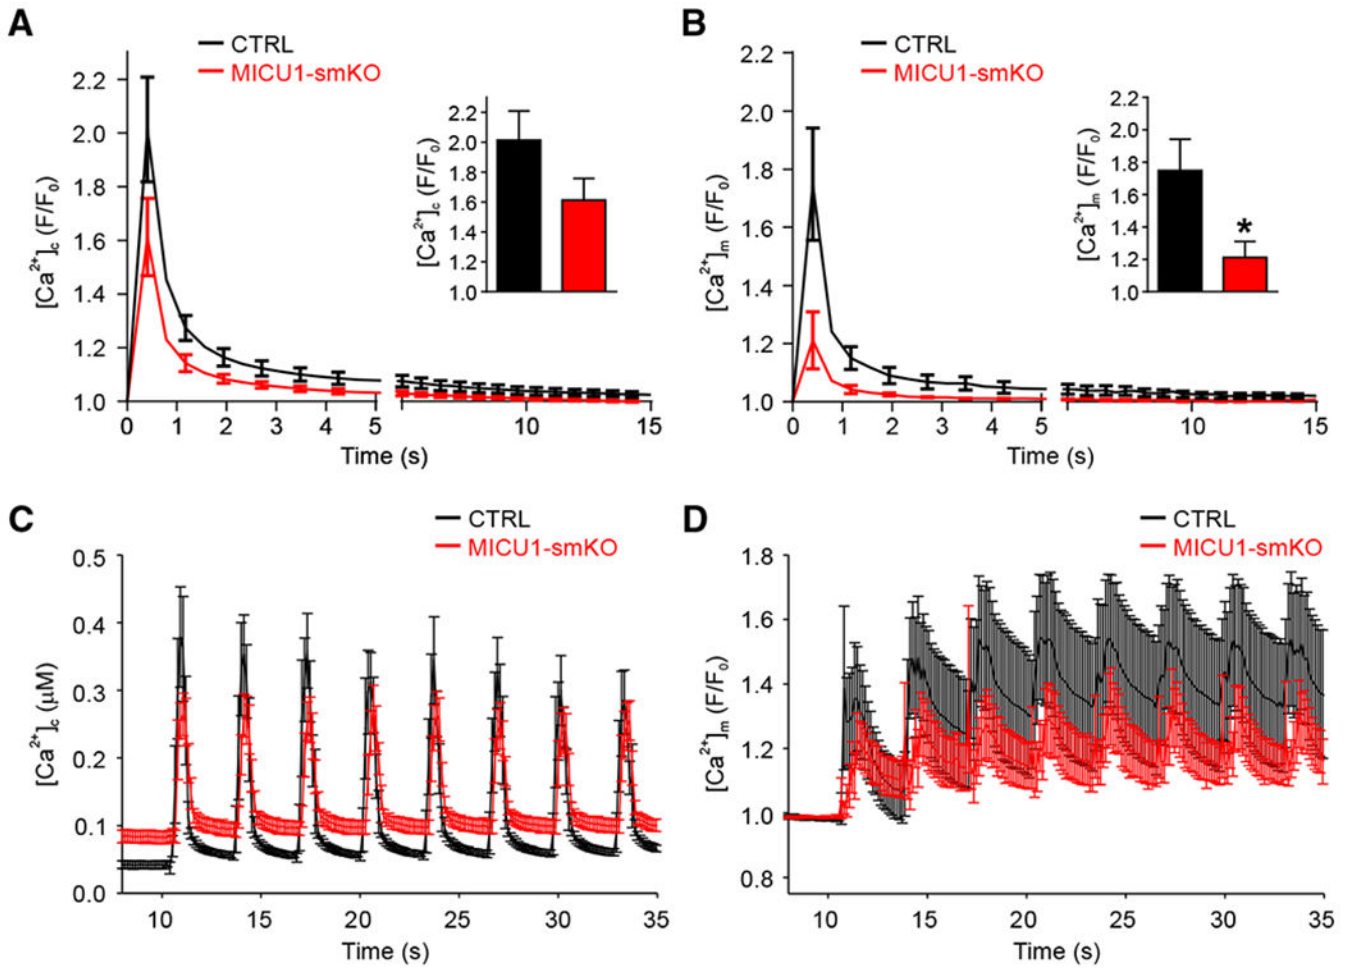 A
CTRL
MICU1-smKO
[Ca²⁺]c (F/F₀)
2.2
2.0
1.8
1.6
1.4
1.2
1.0
0 1 2 3 4 5 10 15
Time (s)
[Ca²⁺]c (F/F₀)
2.2
2.0
1.8
1.6
1.4
1.2
1.0
B
CTRL
MICU1-smKO
[Ca²⁺]m (F/F₀)
2.2
2.0
1.8
1.6
1.4
1.2
1.0
0 1 2 3 4 5 10 15
Time (s)
[Ca²⁺]m (F/F₀)
2.2
2.0
1.8
1.6
1.4
1.2
1.0
*
C
CTRL
MICU1-smKO
[Ca²⁺]c (μM)
0.5
0.4
0.3
0.2
0.1
0.0
10 15 20 25 30 35
Time (s)
D
CTRL
MICU1-smKO
[Ca²⁺]m (F/F₀)
1.8
1.6
1.4
1.2
1.0
0.8
10 15 20 25 30 35
Time (s)